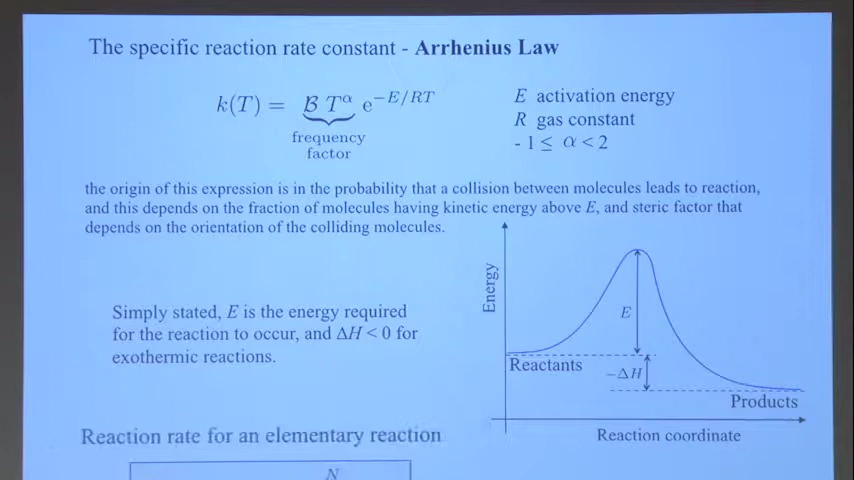 The specific reaction rate constant - Arrhenius Law
k(T) = ℬ T^α e^{-E/RT}
frequency
factor
E activation energy
R gas constant
- 1 ≤ α < 2
the origin of this expression is in the probability that a collision between molecules leads to reaction,
and this depends on the fraction of molecules having kinetic energy above E, and steric factor that
depends on the orientation of the colliding molecules.
Simply stated, E is the energy required
for the reaction to occur, and ΔH < 0 for
exothermic reactions.
Energy
E
Reactants
-ΔH
Products
Reaction coordinate
Reaction rate for an elementary reaction
N